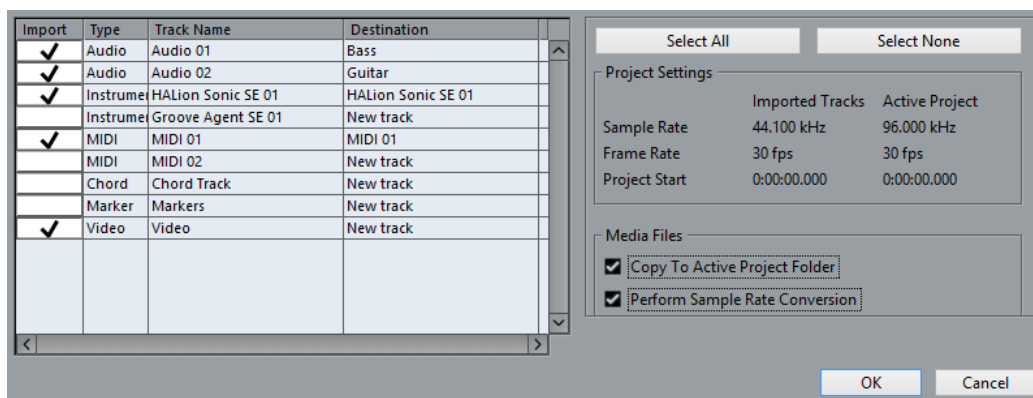 Import Type Track Name Destination
Audio Audio 01 Bass
Audio Audio 02 Guitar
Instrumen HALion Sonic SE 01 HALion Sonic SE 01
Instrumen Groove Agent SE 01 New track
MIDI MIDI 01 MIDI 01
MIDI MIDI 02 New track
Chord Chord Track New track
Marker Markers New track
Video Video New track
Select All Select None
Project Settings
Imported Tracks Active Project
Sample Rate 44.100 kHz 96.000 kHz
Frame Rate 30 fps 30 fps
Project Start 0:00:00.000 0:00:00.000
Media Files
Copy To Active Project Folder
Perform Sample Rate Conversion
OK Cancel